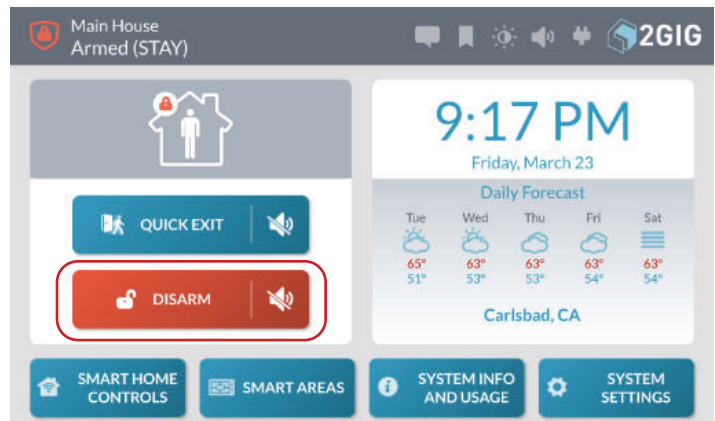 Main House
Armed (STAY)
2GIG
QUICK EXIT
DISARM
9:17 PM
Friday, March 23
Daily Forecast
Tue Wed Thu Fri Sat
65° 63° 63° 63° 63°
51° 53° 53° 54° 54°
Carlsbad, CA
SMART HOME
CONTROLS
SMART AREAS
SYSTEM INFO
AND USAGE
SYSTEM
SETTINGS